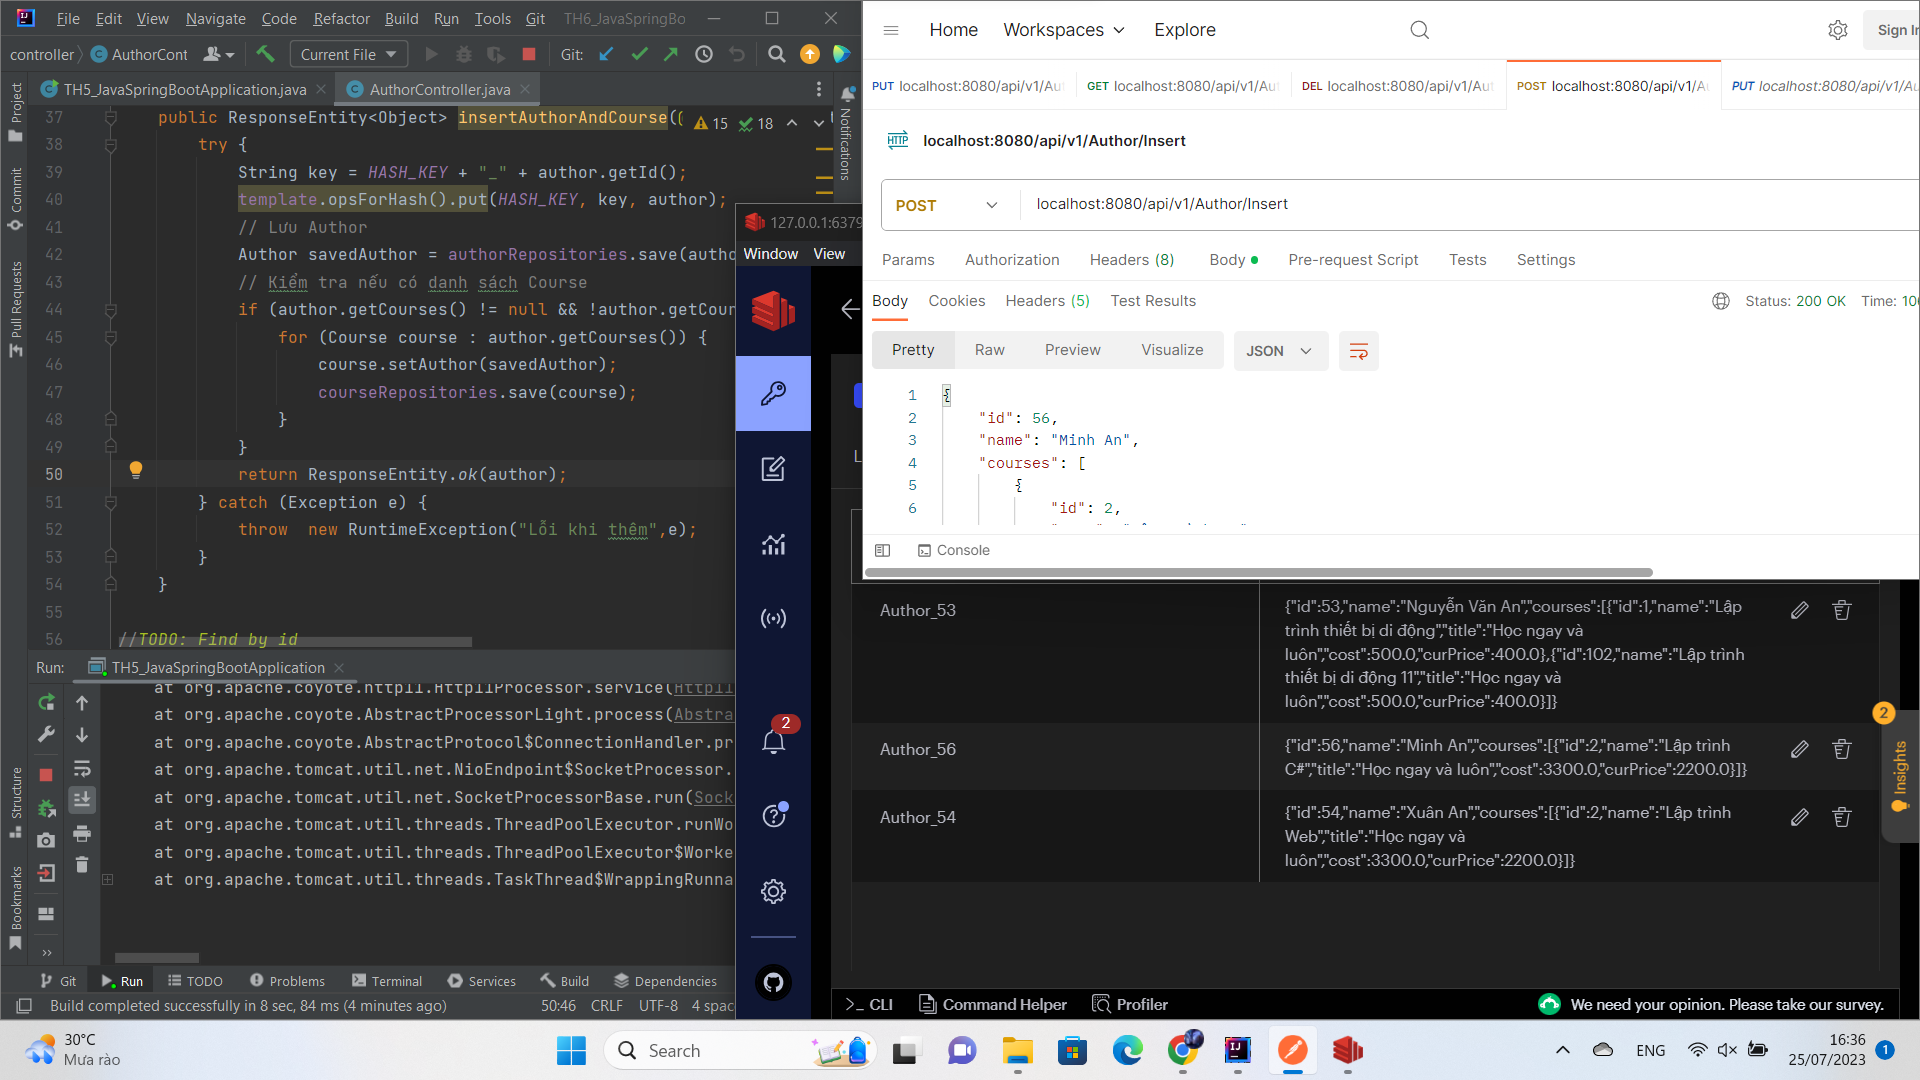 File Edit View Navigate Code Refactor Build Run Tools Git TH6_JavaSpringBo
controller AuthorCont Current File Git:
TH5_JavaSpringBootApplication.java AuthorController.java
37 public ResponseEntity<Object> insertAuthorAndCourse( 15 18
38 try {
39 String key = HASH_KEY + "_" + author.getId();
40 template.opsForHash().put(HASH_KEY, key, author);
41 // Lưu Author
42 Author savedAuthor = authorRepositories.save(autho
43 // Kiểm tra nếu có danh sách Course
44 if (author.getCourses() != null && !author.getCour
45 for (Course course : author.getCourses()) {
46 course.setAuthor(savedAuthor);
47 courseRepositories.save(course);
48 }
49 }
50 return ResponseEntity.ok(author);
51 } catch (Exception e) {
52 throw new RuntimeException("Lỗi khi thêm",e);
53 }
54 }
55
56 //TODO: Find by id
Project
Commit
Pull Requests
Structure
Bookmarks
Notifications
Run: TH5_JavaSpringBootApplication
at org.apache.coyote.http11.Http11Processor.service(Http11
at org.apache.coyote.AbstractProcessorLight.process(Abstra
at org.apache.coyote.AbstractProtocol$ConnectionHandler.pr
at org.apache.tomcat.util.net.NioEndpoint$SocketProcessor.
at org.apache.tomcat.util.net.SocketProcessorBase.run(Sock
at org.apache.tomcat.util.threads.ThreadPoolExecutor.runWo
at org.apache.tomcat.util.threads.ThreadPoolExecutor$Worke
at org.apache.tomcat.util.threads.TaskThread$WrappingRunna
Git Run TODO Problems Terminal Services Build Dependencies
Build completed successfully in 8 sec, 84 ms (4 minutes ago) 50:46 CRLF UTF-8 4 spac
127.0.0.1:6379
Window View
2
Home Workspaces Explore Sign In
PUT localhost:8080/api/v1/Aut GET localhost:8080/api/v1/Aut DEL localhost:8080/api/v1/Aut POST localhost:8080/api/v1/Au PUT localhost:8080/api/v1/Au
HTTP localhost:8080/api/v1/Author/Insert
POST localhost:8080/api/v1/Author/Insert
Params Authorization Headers (8) Body Pre-request Script Tests Settings
Body Cookies Headers (5) Test Results Status: 200 OK Time: 100
Pretty Raw Preview Visualize JSON
1 {
2 "id": 56,
3 "name": "Minh An",
4 "courses": [
5 {
6 "id": 2,
Console
Author_53
{"id":53,"name":"Nguyễn Văn An","courses":[{"id":1,"name":"Lập
trình thiết bị di động","title":"Học ngay và
luôn","cost":500.0,"curPrice":400.0},{"id":102,"name":"Lập trình
thiết bị di động 11","title":"Học ngay và
luôn","cost":500.0,"curPrice":400.0}]}
Author_56
{"id":56,"name":"Minh An","courses":[{"id":2,"name":"Lập trình
C#","title":"Học ngay và luôn","cost":3300.0,"curPrice":2200.0}]}
Author_54
{"id":54,"name":"Xuân An","courses":[{"id":2,"name":"Lập trình
Web","title":"Học ngay và
luôn","cost":3300.0,"curPrice":2200.0}]}
2
Insights
>_ CLI Command Helper Profiler We need your opinion. Please take our survey.
30°C
Mưa rào
Search
ENG
16:36
25/07/2023
1